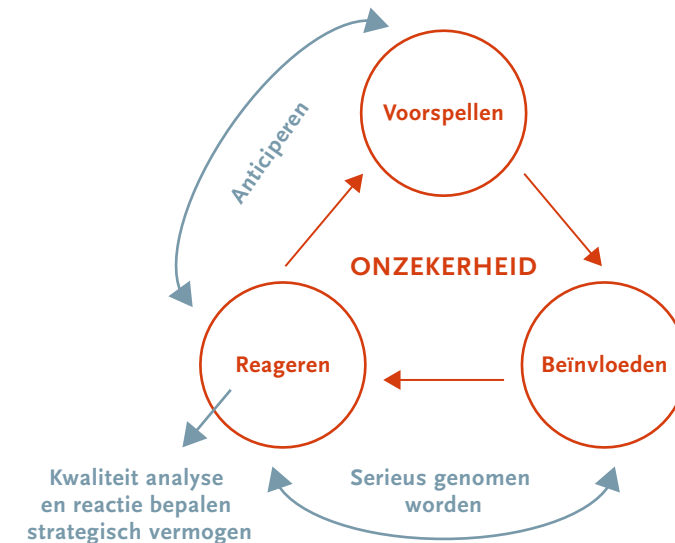 Voorspellen
Anticiperen
ONZEKERHEID
Reageren
Beïnvloeden
Kwaliteit analyse
en reactie bepalen
strategisch vermogen
Serieus genomen
worden